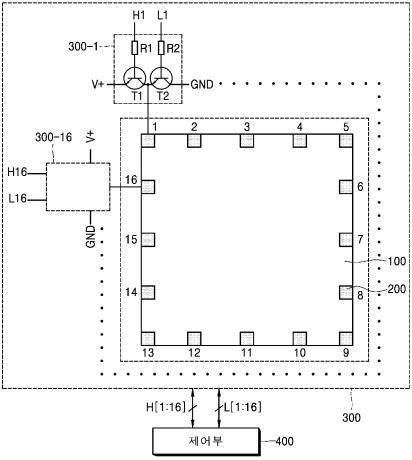 H1 L1
300-1 R1 R2
V+ T1 T2 GND
300-16 V+
1 2 3 4 5
H16
L16
GND
16 6
15 7
100
14 8 200
13 12 11 10 9
300
H[1:16] L[1:16]
제어부 400